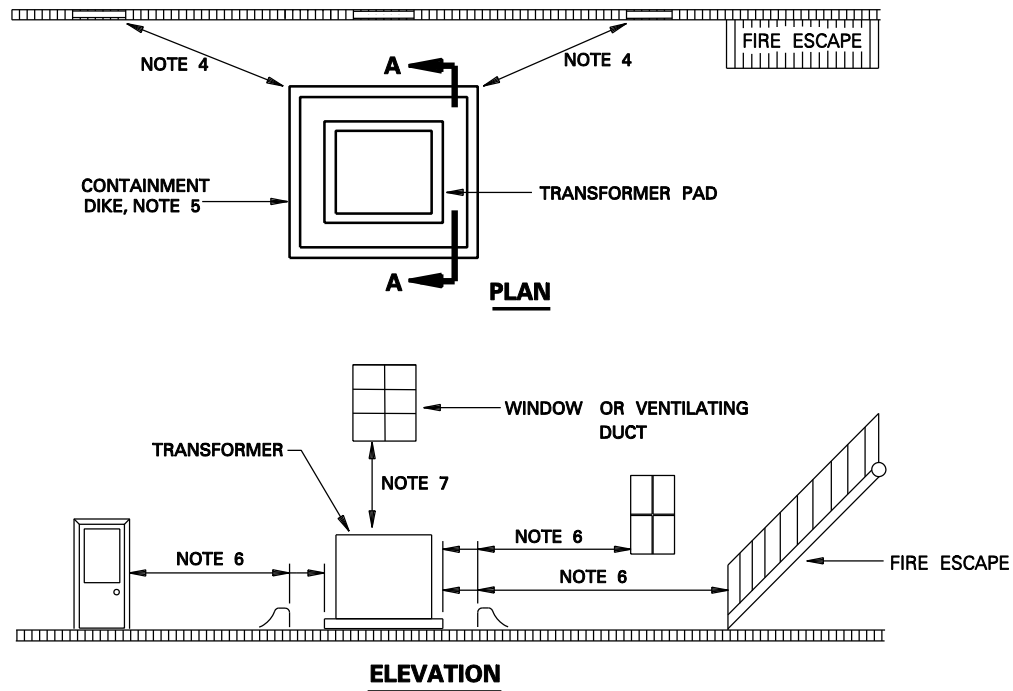 FIRE ESCAPE
NOTE 4
A
NOTE 4
CONTAINMENT
DIKE, NOTE 5
TRANSFORMER PAD
A
PLAN
WINDOW OR VENTILATING
DUCT
TRANSFORMER
NOTE 7
NOTE 6
NOTE 6
NOTE 6
FIRE ESCAPE
ELEVATION